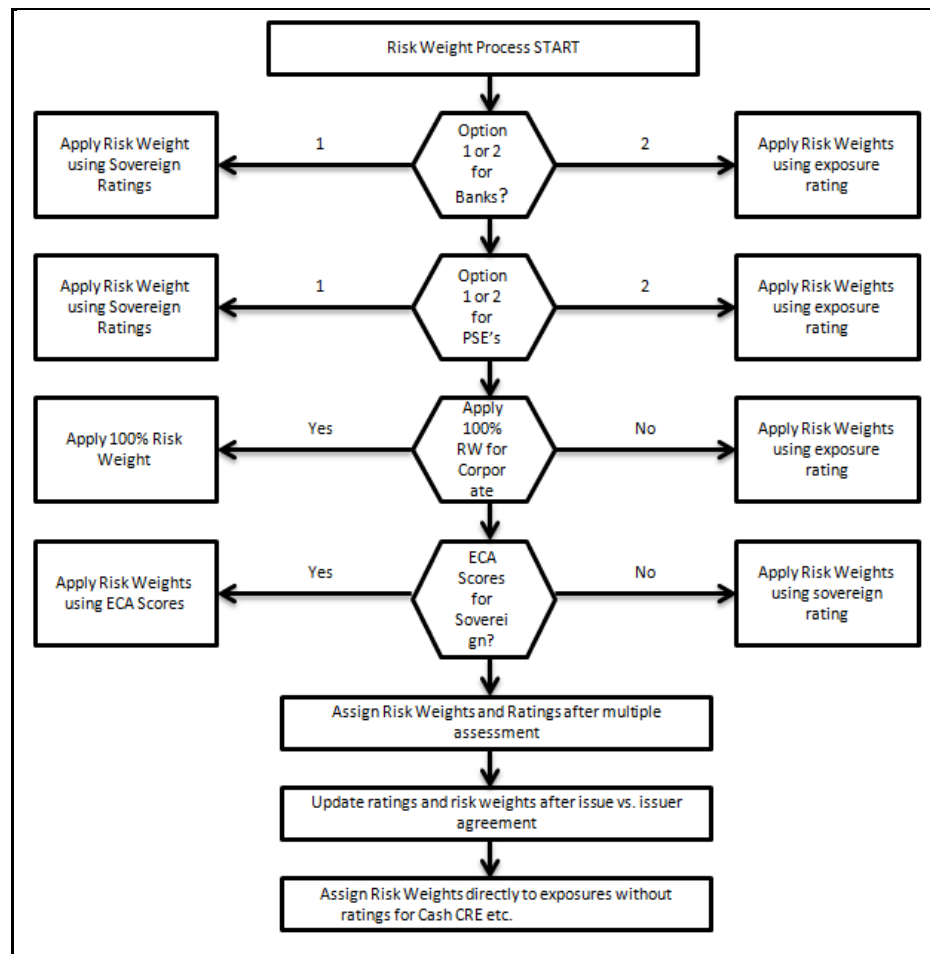 Risk Weight Process START
Apply Risk Weight
using Sovereign
Ratings
1
Option
1 or 2
for
Banks?
2
Apply Risk Weights
using exposure
rating
Apply Risk Weight
using Sovereign
Ratings
1
Option
1 or 2
for
PSE's
2
Apply Risk Weights
using exposure
rating
Apply 100% Risk
Weight
Yes
Apply
100%
RW for
Corpor
ate
No
Apply Risk Weights
using exposure
rating
Apply Risk Weights
using ECA Scores
Yes
ECA
Scores
for
Soverei
gn?
No
Apply Risk Weights
using sovereign
rating
Assign Risk Weights and Ratings after multiple
assessment
Update ratings and risk weights after issue vs. issuer
agreement
Assign Risk Weights directly to exposures without
ratings for Cash CRE etc.